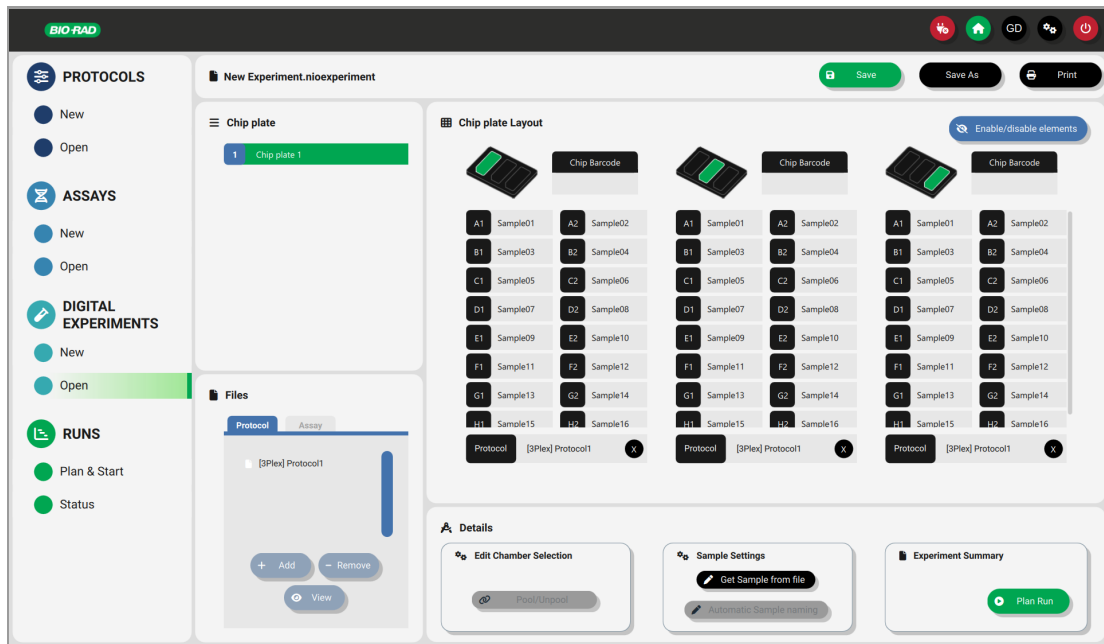 BIO-RAD
GD
PROTOCOLS
New
Open
ASSAYS
New
Open
DIGITAL
EXPERIMENTS
New
Open
RUNS
Plan & Start
Status
New Experiment.nioexperiment
Save
Save As
Print
Chip plate
1 Chip plate 1
Files
Protocol Assay
[3Plex] Protocol1
+ Add
− Remove
View
Chip plate Layout
Enable/disable elements
Chip Barcode Chip Barcode Chip Barcode
A1 Sample01 A2 Sample02 A1 Sample01 A2 Sample02 A1 Sample01 A2 Sample02
B1 Sample03 B2 Sample04 B1 Sample03 B2 Sample04 B1 Sample03 B2 Sample04
C1 Sample05 C2 Sample06 C1 Sample05 C2 Sample06 C1 Sample05 C2 Sample06
D1 Sample07 D2 Sample08 D1 Sample07 D2 Sample08 D1 Sample07 D2 Sample08
E1 Sample09 E2 Sample10 E1 Sample09 E2 Sample10 E1 Sample09 E2 Sample10
F1 Sample11 F2 Sample12 F1 Sample11 F2 Sample12 F1 Sample11 F2 Sample12
G1 Sample13 G2 Sample14 G1 Sample13 G2 Sample14 G1 Sample13 G2 Sample14
H1 Sample15 H2 Sample16 H1 Sample15 H2 Sample16 H1 Sample15 H2 Sample16
Protocol [3Plex] Protocol1 X Protocol [3Plex] Protocol1 X Protocol [3Plex] Protocol1 X
Details
Edit Chamber Selection
Pool/Unpool
Sample Settings
Get Sample from file
Automatic Sample naming
Experiment Summary
Plan Run